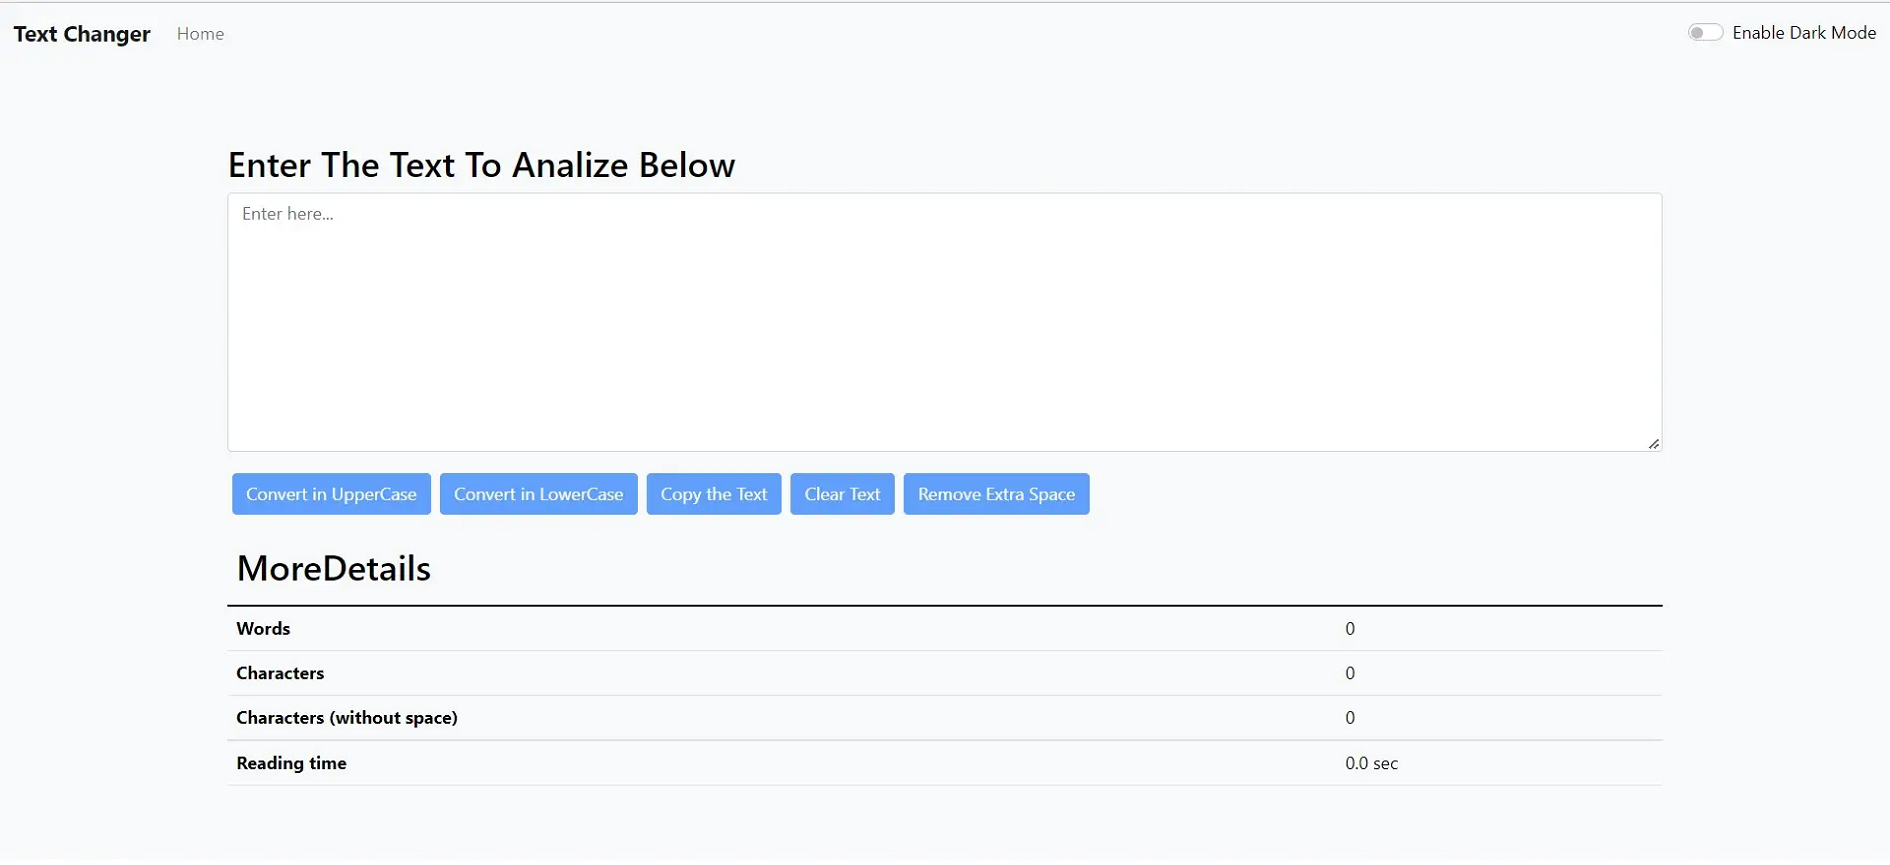 Text Changer Home Enable Dark Mode
Enter The Text To Analize Below
Enter here...
Convert in UpperCase Convert in LowerCase Copy the Text Clear Text Remove Extra Space
MoreDetails
Words 0
Characters 0
Characters (without space) 0
Reading time 0.0 sec